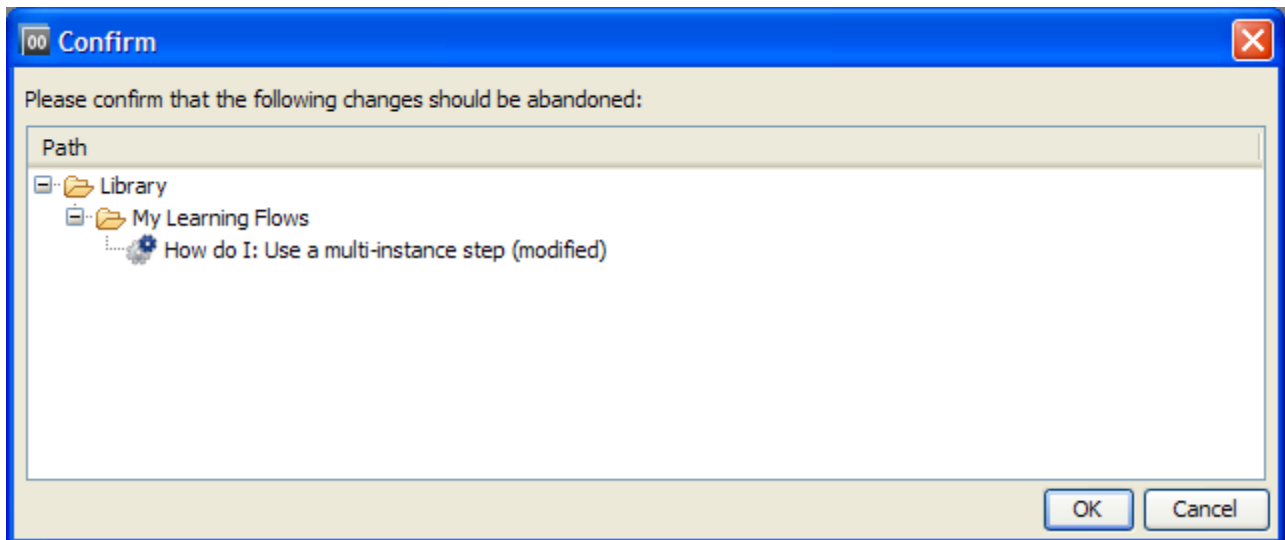 00 Confirm
Please confirm that the following changes should be abandoned:
Path
Library
My Learning Flows
How do I: Use a multi-instance step (modified)
OK Cancel